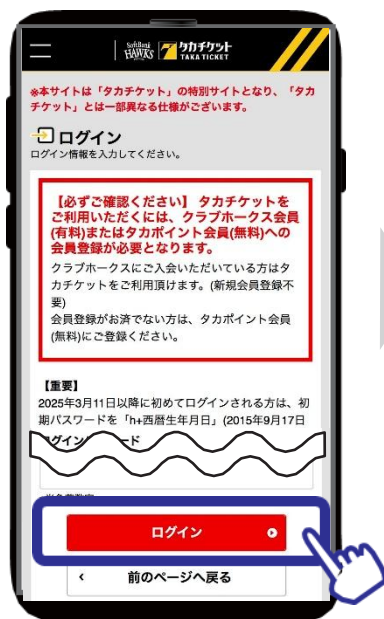 SoftBank HAWKS タカチケット TAKA TICKET
※本サイトは「タカチケット」の特別サイトとなり、「タカ
チケット」とは一部異なる仕様がございます。
ログイン
ログイン情報を入力してください。
【必ずご確認ください】 タカチケットを
ご利用いただくには、クラブホークス会員
(有料)またはタカポイント会員(無料)への
会員登録が必要となります。
クラブホークスにご入会いただいている方はタ
カチケットをご利用頂けます。(新規会員登録不
要)
会員登録がお済でない方は、タカポイント会員
(無料)にご登録ください。
【重要】
2025年3月11日以降に初めてログインされる方は、初
期パスワードを「h+西暦生年月日」(2015年9月17日
ログイン
ード
ログイン
前のページへ戻る